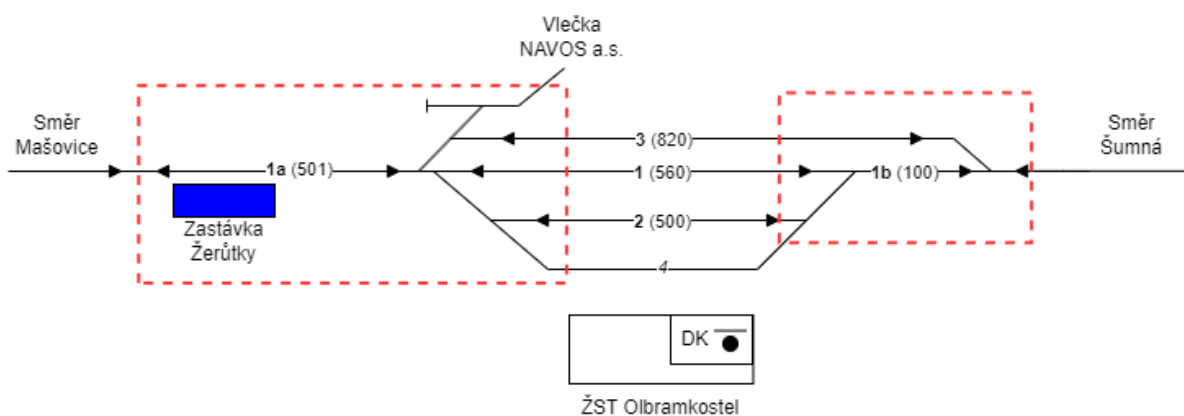 Vlečka
NAVOS a.s.
Směr
Mašovice
3 (820)
Směr
Šumná
1a (501)
1 (560)
1b (100)
Zastávka
Žerůtky
2 (500)
4
DK
ŽST Olbramkostel